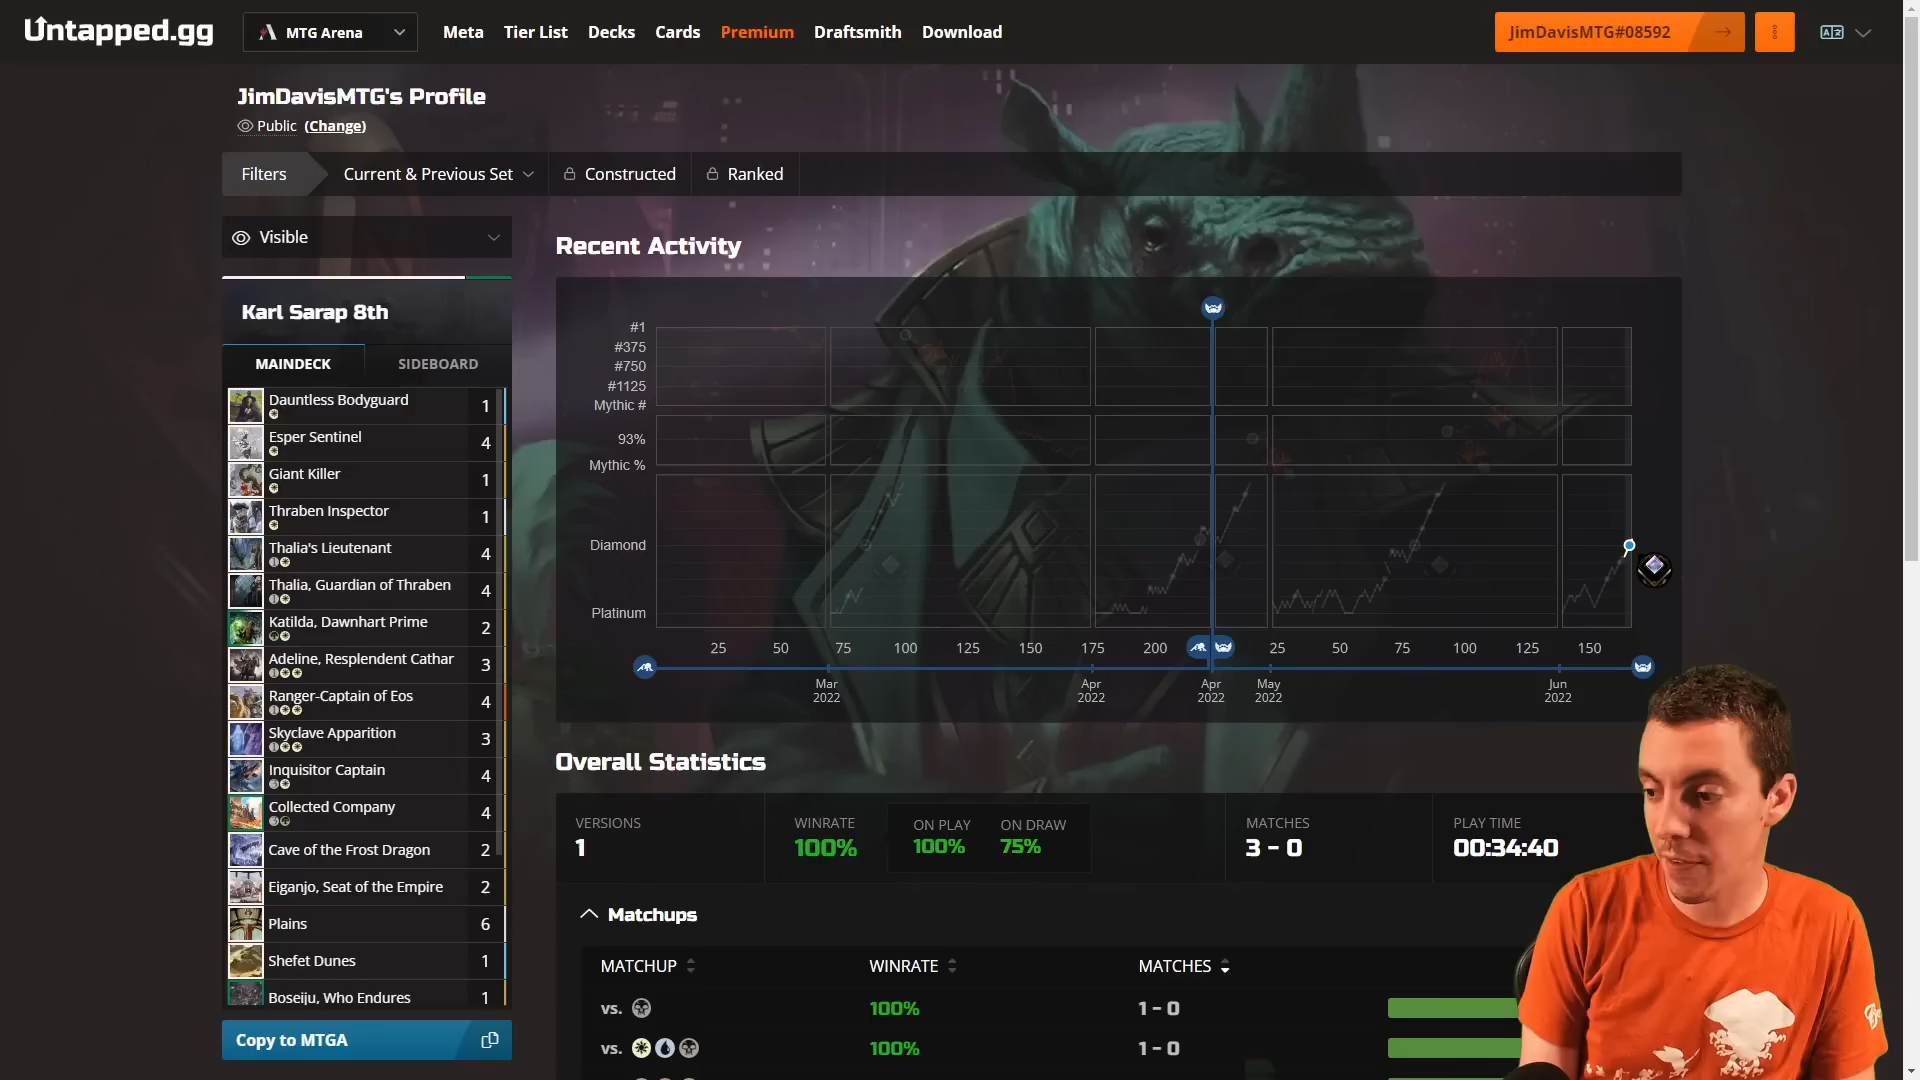 Untapped.gg
MTG Arena
Meta
Tier List
Decks
Cards
Premium
Draftsmith
Download
JimDavisMTG#08592
JimDavisMTG's Profile
Public (Change)
Filters
Current & Previous Set
Constructed
Ranked
Visible
Karl Sarap 8th
MAINDECK
SIDEBOARD
Dauntless Bodyguard 1
Esper Sentinel 4
Giant Killer 1
Thraben Inspector 1
Thalia's Lieutenant 4
Thalia, Guardian of Thraben 4
Katilda, Dawnhart Prime 2
Adeline, Resplendent Cathar 3
Ranger-Captain of Eos 4
Skyclave Apparition 3
Inquisitor Captain 4
Collected Company 4
Cave of the Frost Dragon 2
Eiganjo, Seat of the Empire 2
Plains 6
Shefet Dunes 1
Boseiju, Who Endures 1
Copy to MTGA
Recent Activity
#1
#375
#750
#1125
Mythic #
93%
Mythic %
Diamond
Platinum
25 50 75 100 125 150 175 200 25 50 75 100 125 150
Mar 2022
Apr 2022
Apr 2022
May 2022
Jun 2022
Overall Statistics
VERSIONS
1
WINRATE
100%
ON PLAY
100%
ON DRAW
75%
MATCHES
3 - 0
PLAY TIME
00:34:40
Matchups
MATCHUP WINRATE MATCHES
vs. 100% 1 - 0
vs. 100% 1 - 0